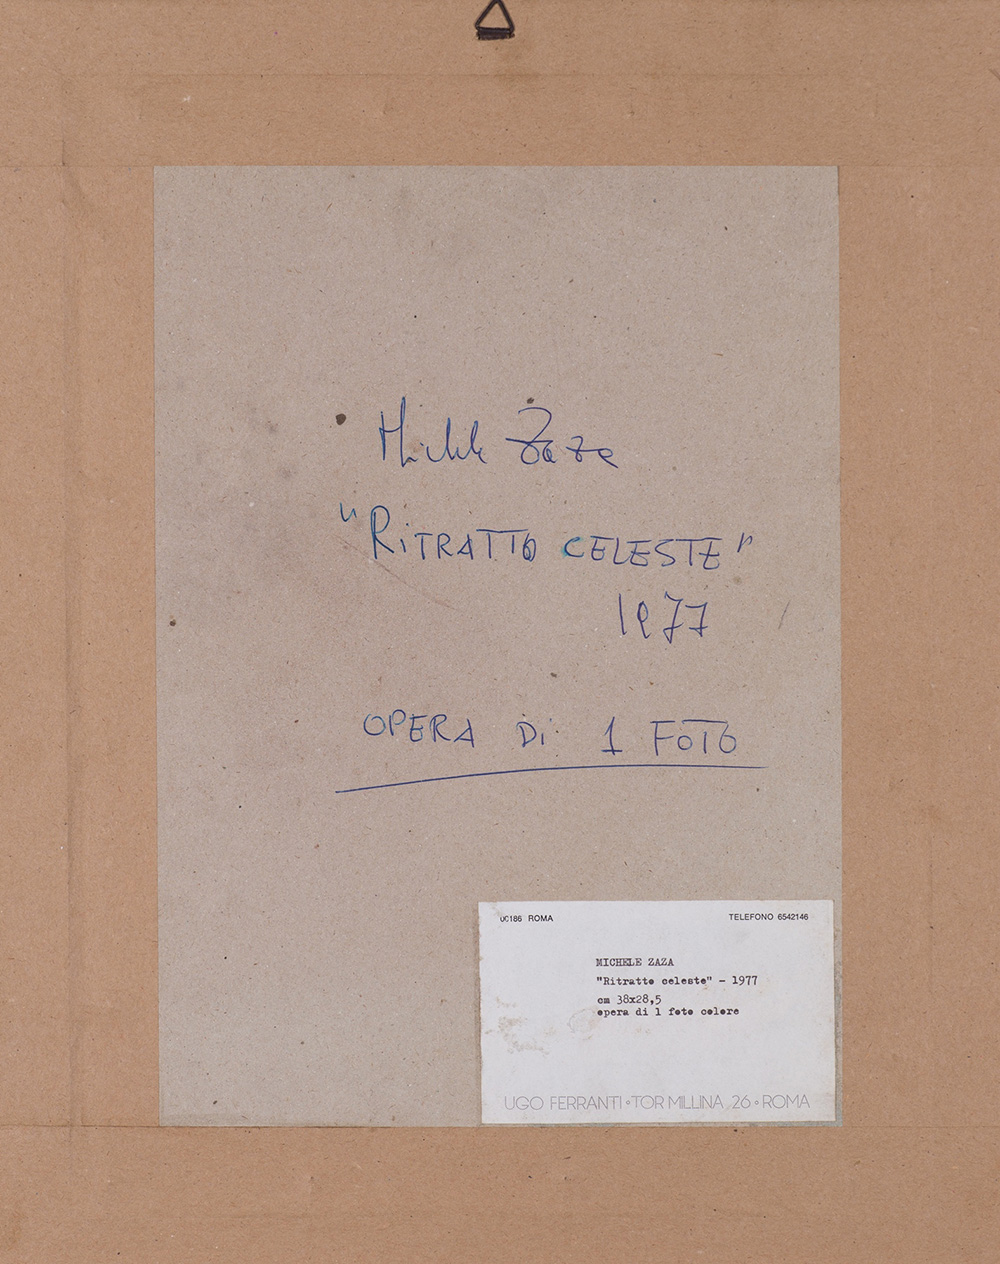 Michele Zaza
"RiTRATTO CELESTE"
1977
OPERA Di 1 FOTO
00186 ROMA TELEFONO 6542146
MICHELE ZAZA
"Ritratto celeste" - 1977
cm 38x28,5
opera di 1 foto colore
UGO FERRANTI•TOR MILLINA, 26•ROMA